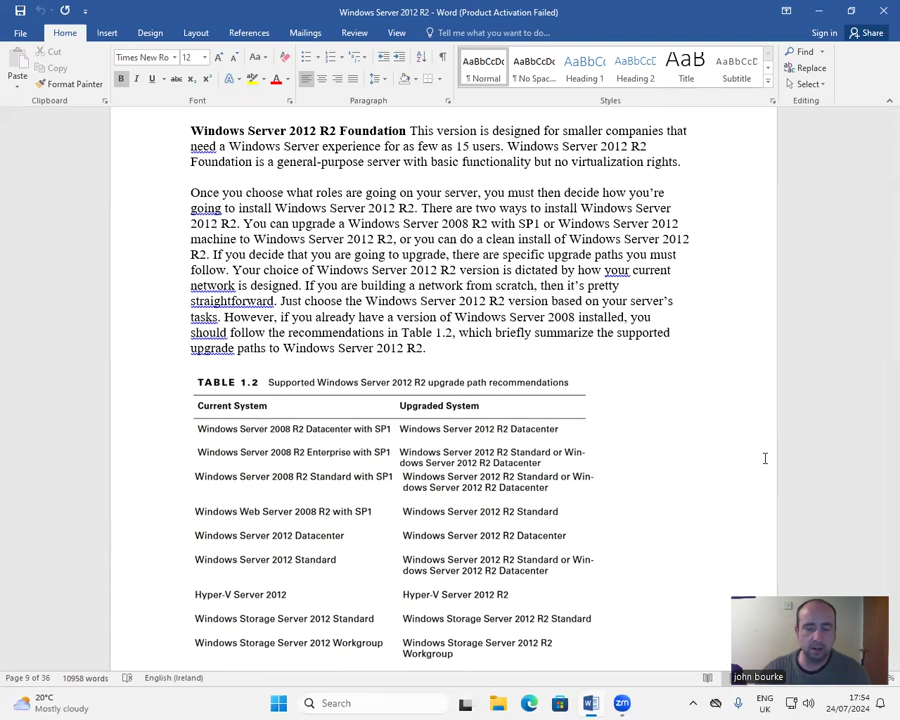 Windows Server 2012 R2 - Word (Product Activation Failed)
File Home Insert Design Layout References Mailings Review View Tell me what you want to do... Sign in Share
Paste
Cut
Copy
Format Painter
Times New Ro 12
Aa
B I U abc x₂ x²
A
AaBbCcDc AaBbCcDc AaBbC AaBbCc AaB AaBbCcD
¶ Normal ¶ No Spac... Heading 1 Heading 2 Title Subtitle
Find
Replace
Select
Clipboard Font Paragraph Styles Editing
Windows Server 2012 R2 Foundation This version is designed for smaller companies that
need a Windows Server experience for as few as 15 users. Windows Server 2012 R2
Foundation is a general-purpose server with basic functionality but no virtualization rights.
Once you choose what roles are going on your server, you must then decide how you're
going to install Windows Server 2012 R2. There are two ways to install Windows Server
2012 R2. You can upgrade a Windows Server 2008 R2 with SP1 or Windows Server 2012
machine to Windows Server 2012 R2, or you can do a clean install of Windows Server 2012
R2. If you decide that you are going to upgrade, there are specific upgrade paths you must
follow. Your choice of Windows Server 2012 R2 version is dictated by how your current
network is designed. If you are building a network from scratch, then it's pretty
straightforward. Just choose the Windows Server 2012 R2 version based on your server's
tasks. However, if you already have a version of Windows Server 2008 installed, you
should follow the recommendations in Table 1.2, which briefly summarize the supported
upgrade paths to Windows Server 2012 R2.
TABLE 1.2 Supported Windows Server 2012 R2 upgrade path recommendations
Current System Upgraded System
Windows Server 2008 R2 Datacenter with SP1 Windows Server 2012 R2 Datacenter
Windows Server 2008 R2 Enterprise with SP1 Windows Server 2012 R2 Standard or Win-
dows Server 2012 R2 Datacenter
Windows Server 2008 R2 Standard with SP1 Windows Server 2012 R2 Standard or Win-
dows Server 2012 R2 Datacenter
Windows Web Server 2008 R2 with SP1 Windows Server 2012 R2 Standard
Windows Server 2012 Datacenter Windows Server 2012 R2 Datacenter
Windows Server 2012 Standard Windows Server 2012 R2 Standard or Win-
dows Server 2012 R2 Datacenter
Hyper-V Server 2012 Hyper-V Server 2012 R2
Windows Storage Server 2012 Standard Windows Storage Server 2012 R2 Standard
Windows Storage Server 2012 Workgroup Windows Storage Server 2012 R2
Workgroup
john bourke
Page 9 of 36 10958 words English (Ireland) %
20°C
Mostly cloudy
Search
zm
ENG
UK
17:54
24/07/2024